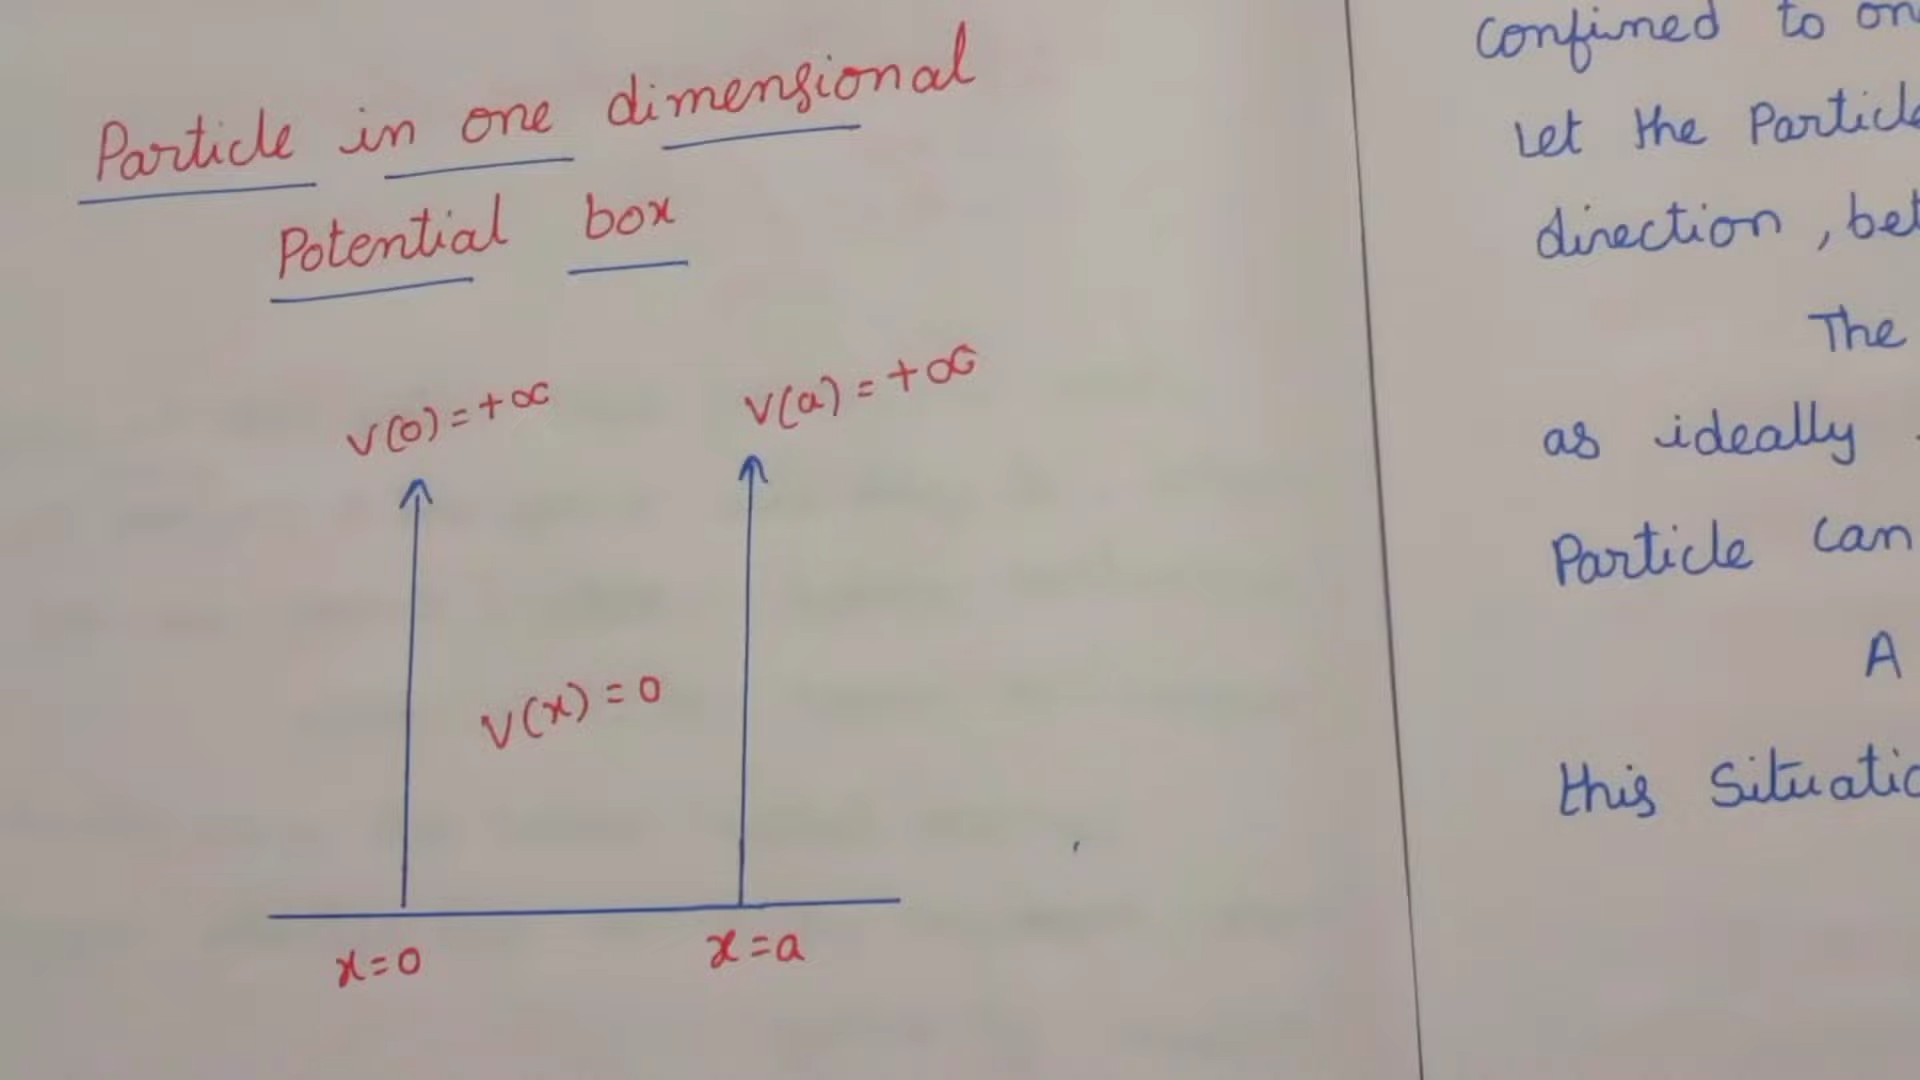 Particle in one dimensional
Potential box
V(0) = +∞
V(a) = +∞
V(x) = 0
x = 0
x = a
confined to
Let the
direction,
The
as ideally
Particle can
A
this